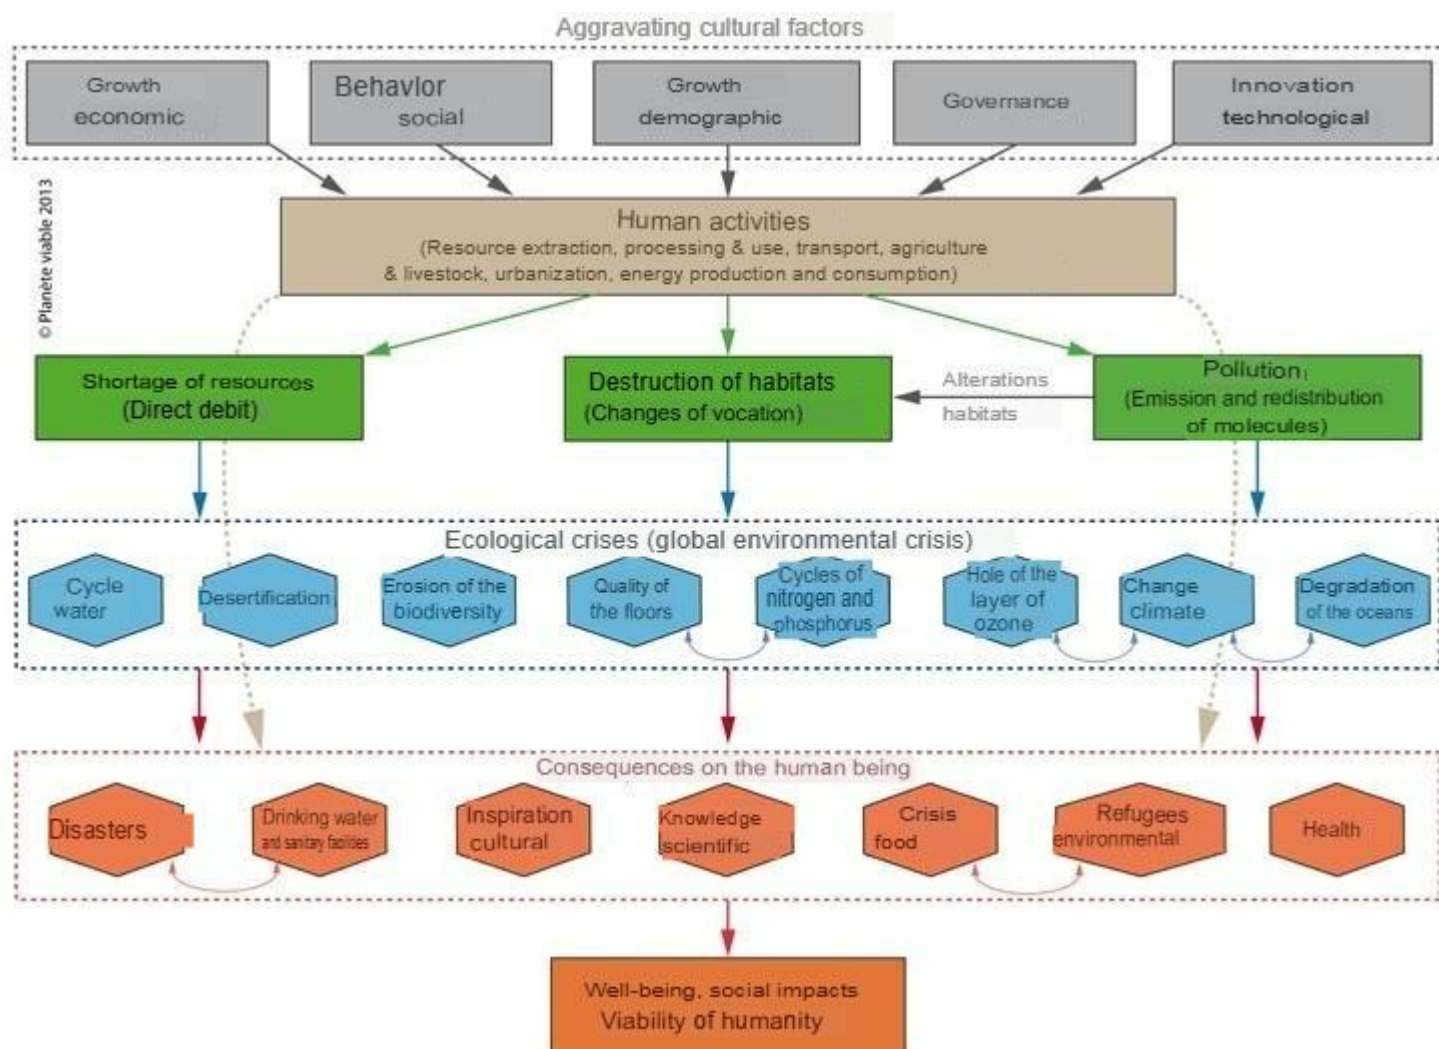 Aggravating cultural factors
Growth
economic
Behavior
social
Growth
demographic
Governance
Innovation
technological
© Planète viable 2013
Human activities
(Resource extraction, processing & use, transport, agriculture
& livestock, urbanization, energy production and consumption)
Shortage of resources
(Direct debit)
Destruction of habitats
(Changes of vocation)
Alterations
habitats
Pollution
(Emission and redistribution
of molecules)
Ecological crises (global environmental crisis)
Cycle
water
Desertification
Erosion of the
biodiversity
Quality of
the floors
Cycles of
nitrogen and
phosphorus
Hole of the
layer of
ozone
Change
climate
Degradation
of the oceans
Consequences on the human being
Disasters
Drinking water
and sanitary facilities
Inspiration
cultural
Knowledge
scientific
Crisis
food
Refugees
environmental
Health
Well-being, social impacts
Viability of humanity